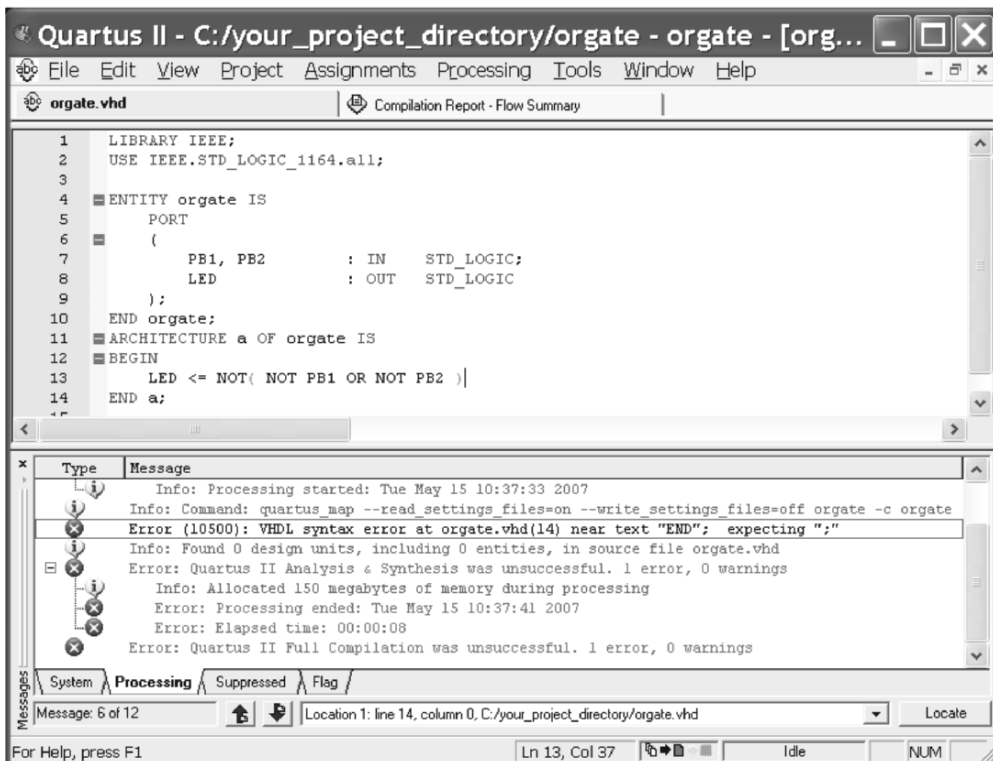 Quartus II - C:/your_project_directory/orgate - orgate - [org...
File Edit View Project Assignments Processing Tools Window Help
orgate.vhd Compilation Report - Flow Summary
1 LIBRARY IEEE;
2 USE IEEE.STD_LOGIC_1164.all;
3
4 ENTITY orgate IS
5 PORT
6 (
7 PB1, PB2 : IN STD_LOGIC;
8 LED : OUT STD_LOGIC
9 );
10 END orgate;
11 ARCHITECTURE a OF orgate IS
12 BEGIN
13 LED <= NOT( NOT PB1 OR NOT PB2 )
14 END a;
15
Type Message
Info: Processing started: Tue May 15 10:37:33 2007
Info: Command: quartus_map --read_settings_files=on --write_settings_files=off orgate -c orgate
Error (10500): VHDL syntax error at orgate.vhd(14) near text "END"; expecting ";"
Info: Found 0 design units, including 0 entities, in source file orgate.vhd
Error: Quartus II Analysis & Synthesis was unsuccessful. 1 error, 0 warnings
Info: Allocated 150 megabytes of memory during processing
Error: Processing ended: Tue May 15 10:37:41 2007
Error: Elapsed time: 00:00:08
Error: Quartus II Full Compilation was unsuccessful. 1 error, 0 warnings
System Processing Suppressed Flag
Messages
Message: 6 of 12 Location 1: line 14, column 0, C:/your_project_directory/orgate.vhd Locate
For Help, press F1 Ln 13, Col 37 Idle NUM